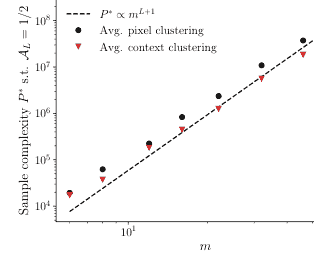 P* ∝ m^{L+1}
Avg. pixel clustering
Avg. context clustering
Sample complexity P* s.t. 𝒜_L = 1/2
10^8
10^7
10^6
10^5
10^4
10^1
m